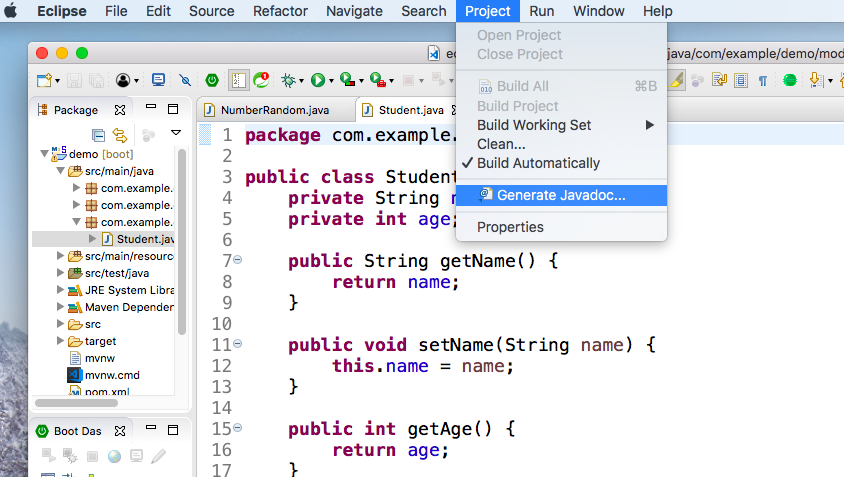 Eclipse File Edit Source Refactor Navigate Search Project Run Window Help
Open Project
Close Project
Build All ⌘B
Build Project
Build Working Set
Clean...
Build Automatically
Generate Javadoc...
Properties
java/com/example/demo/mod
Package
demo [boot]
src/main/java
com.example.
com.example.
com.example.
Student.jav
src/main/resour
src/test/java
JRE System Libra
Maven Dependen
src
target
mvnw
mvnw.cmd
pom.xml
Boot Das
NumberRandom.java
Student.java
1 package com.example.
2
3 public class Student
4 private String
5 private int age;
6
7 public String getName() {
8 return name;
9 }
10
11 public void setName(String name) {
12 this.name = name;
13 }
14
15 public int getAge() {
16 return age;
17 }